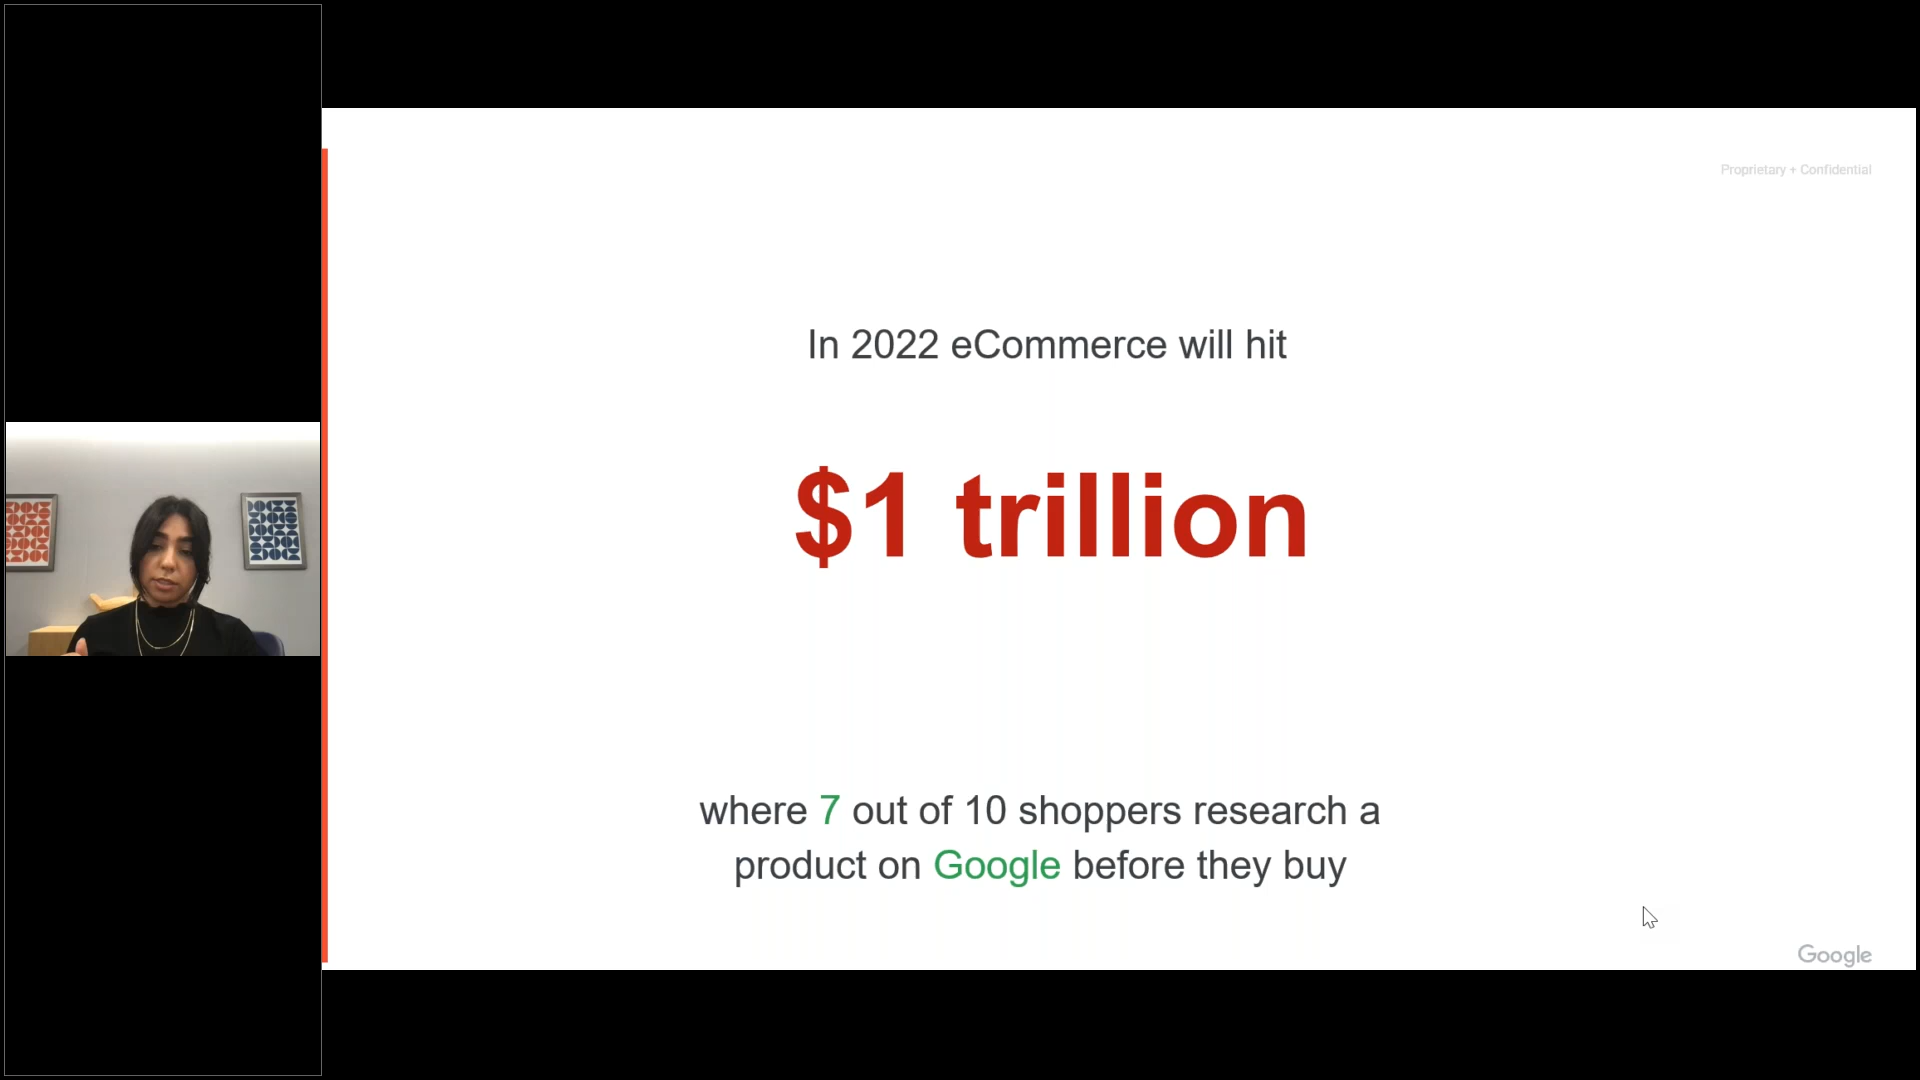 Proprietary + Confidential
In 2022 eCommerce will hit
$1 trillion
where 7 out of 10 shoppers research a
product on Google before they buy
Google